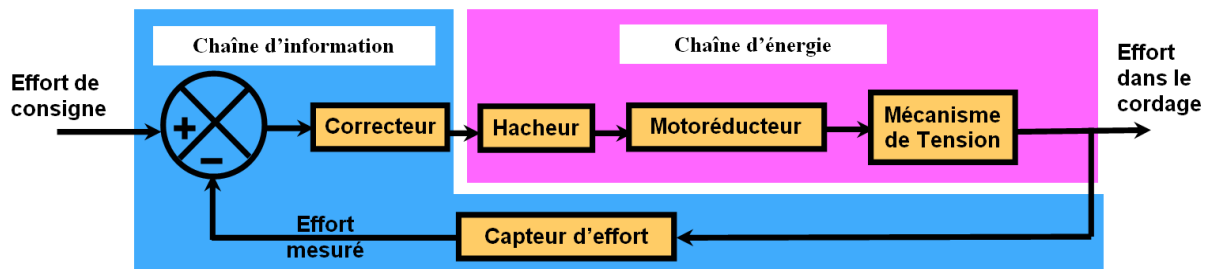 Chaîne d'information
Chaîne d'énergie
Effort de
consigne
+
−
Correcteur
Hacheur
Motoréducteur
Mécanisme
de Tension
Effort
dans le
cordage
Effort
mesuré
Capteur d'effort